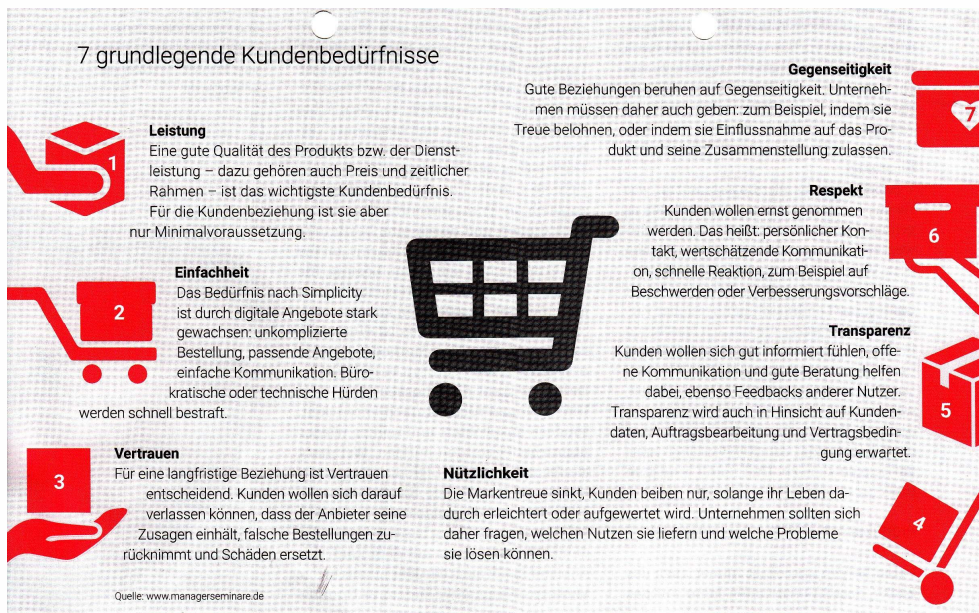 7 grundlegende Kundenbedürfnisse
1
Leistung
Eine gute Qualität des Produkts bzw. der Dienst-
leistung – dazu gehören auch Preis und zeitlicher
Rahmen – ist das wichtigste Kundenbedürfnis.
Für die Kundenbeziehung ist sie aber
nur Minimalvoraussetzung.
2
Einfachheit
Das Bedürfnis nach Simplicity
ist durch digitale Angebote stark
gewachsen: unkomplizierte
Bestellung, passende Angebote,
einfache Kommunikation. Büro-
kratische oder technische Hürden
werden schnell bestraft.
3
Vertrauen
Für eine langfristige Beziehung ist Vertrauen
entscheidend. Kunden wollen sich darauf
verlassen können, dass der Anbieter seine
Zusagen einhält, falsche Bestellungen zu-
rücknimmt und Schäden ersetzt.
4
Nützlichkeit
Die Markentreue sinkt, Kunden beiben nur, solange ihr Leben da-
durch erleichtert oder aufgewertet wird. Unternehmen sollten sich
daher fragen, welchen Nutzen sie liefern und welche Probleme
sie lösen können.
5
Transparenz
Kunden wollen sich gut informiert fühlen, offe-
ne Kommunikation und gute Beratung helfen
dabei, ebenso Feedbacks anderer Nutzer.
Transparenz wird auch in Hinsicht auf Kunden-
daten, Auftragsbearbeitung und Vertragsbedin-
gung erwartet.
6
Respekt
Kunden wollen ernst genommen
werden. Das heißt: persönlicher Kon-
takt, wertschätzende Kommunikati-
on, schnelle Reaktion, zum Beispiel auf
Beschwerden oder Verbesserungsvorschläge.
7
Gegenseitigkeit
Gute Beziehungen beruhen auf Gegenseitigkeit. Unterneh-
men müssen daher auch geben: zum Beispiel, indem sie
Treue belohnen, oder indem sie Einflussnahme auf das Pro-
dukt und seine Zusammenstellung zulassen.
Quelle: www.managerseminare.de